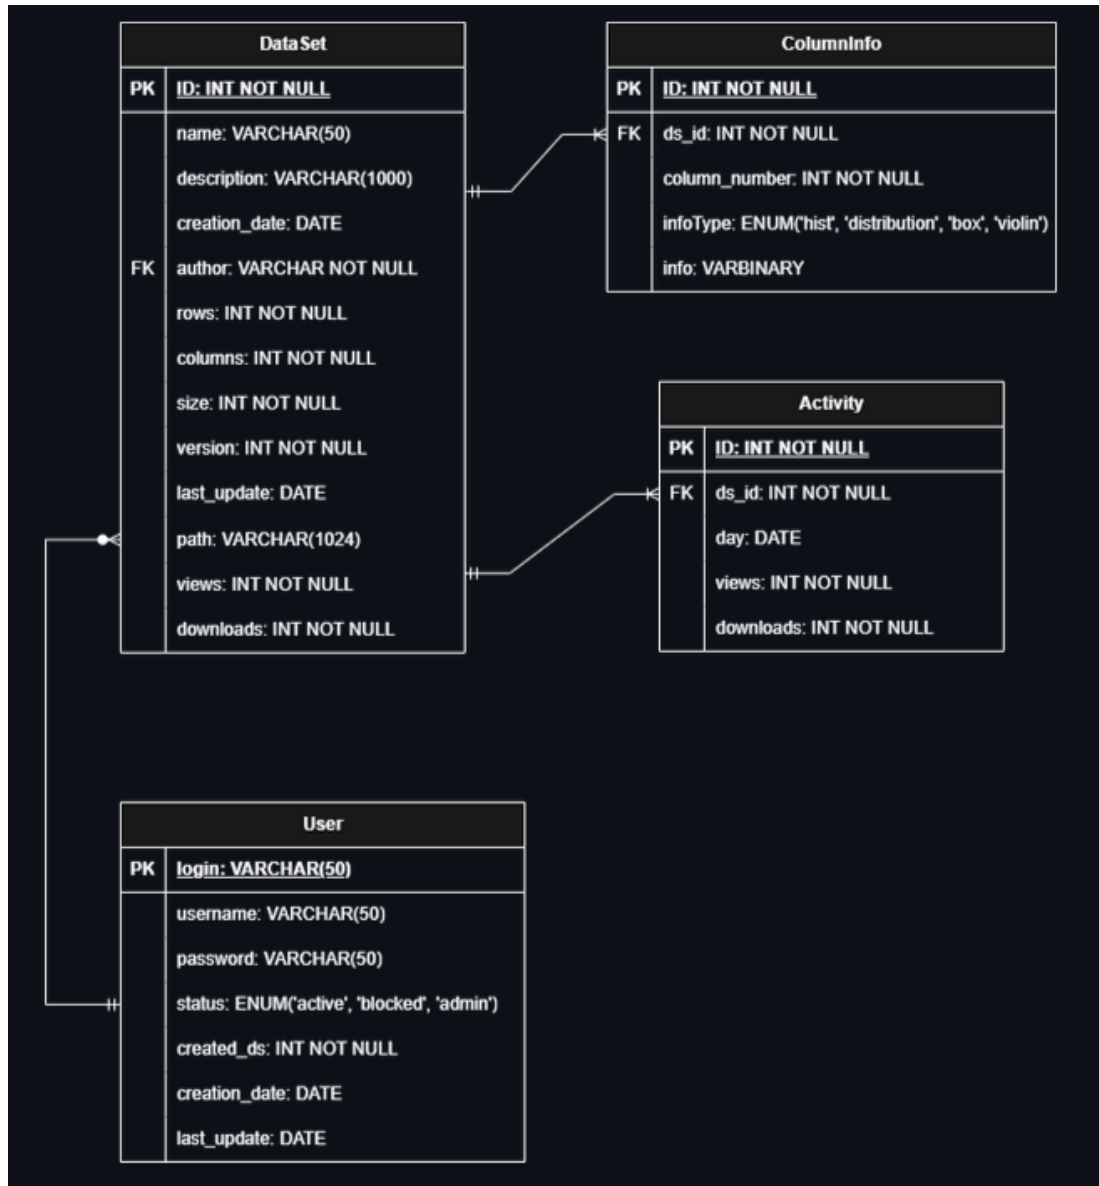 DataSet
PK ID: INT NOT NULL
name: VARCHAR(50)
description: VARCHAR(1000)
creation_date: DATE
FK author: VARCHAR NOT NULL
rows: INT NOT NULL
columns: INT NOT NULL
size: INT NOT NULL
version: INT NOT NULL
last_update: DATE
path: VARCHAR(1024)
views: INT NOT NULL
downloads: INT NOT NULL
ColumnInfo
PK ID: INT NOT NULL
FK ds_id: INT NOT NULL
column_number: INT NOT NULL
infoType: ENUM('hist', 'distribution', 'box', 'violin')
info: VARBINARY
Activity
PK ID: INT NOT NULL
FK ds_id: INT NOT NULL
day: DATE
views: INT NOT NULL
downloads: INT NOT NULL
User
PK login: VARCHAR(50)
username: VARCHAR(50)
password: VARCHAR(50)
status: ENUM('active', 'blocked', 'admin')
created_ds: INT NOT NULL
creation_date: DATE
last_update: DATE